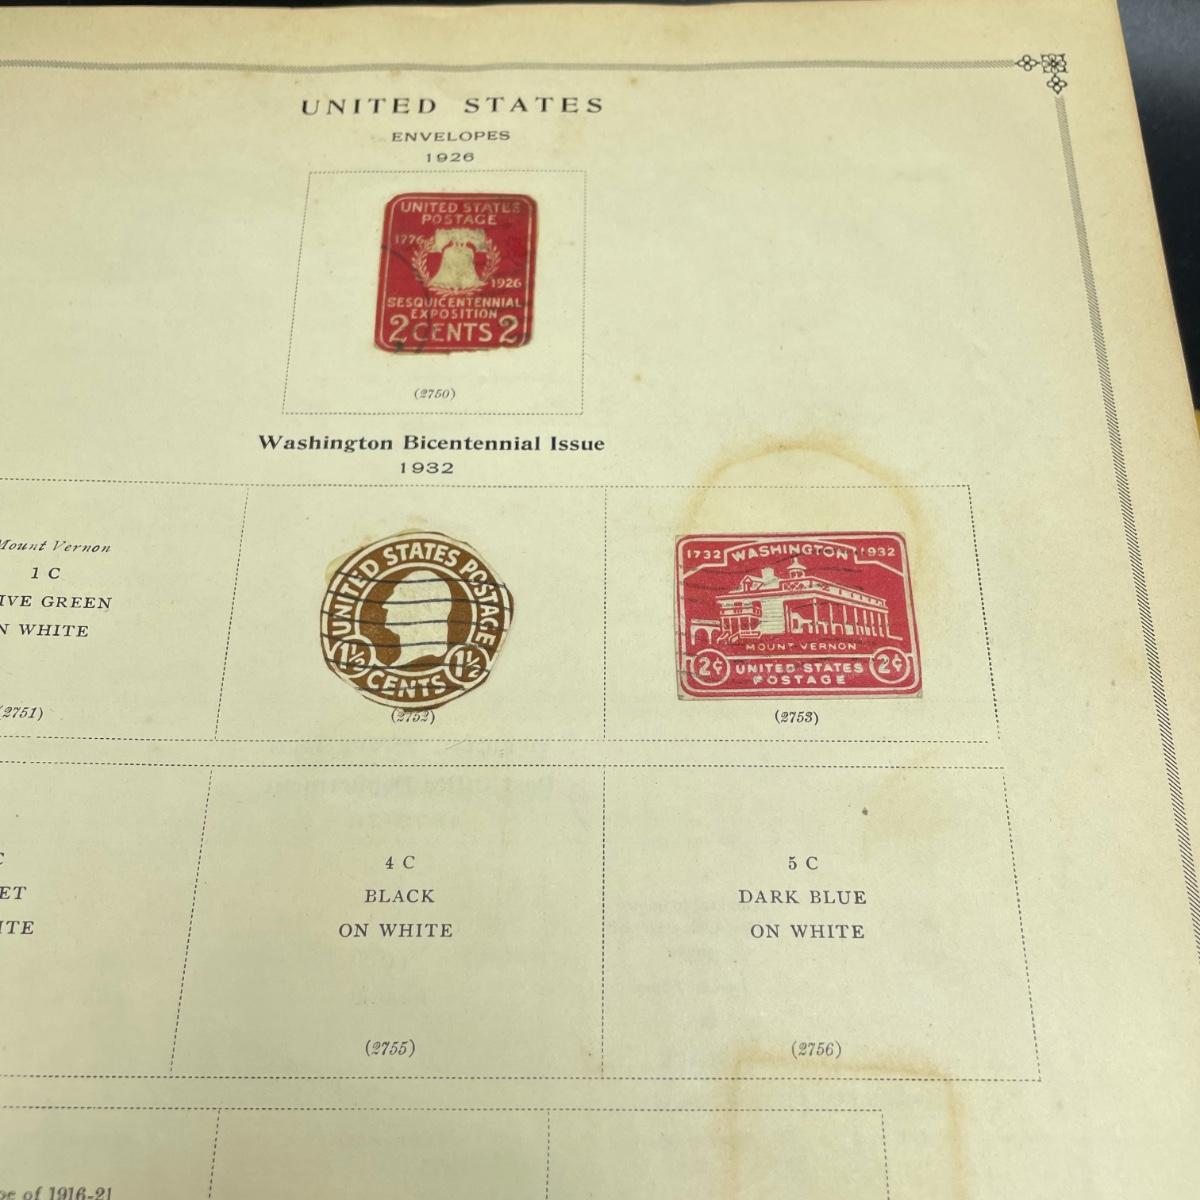 UNITED STATES
ENVELOPES
1926
UNITED STATES
POSTAGE
1776
1926
SESQUICENTENNIAL
EXPOSITION
2 CENTS 2
(2750)
Washington Bicentennial Issue
1932
Mount Vernon
1 C
IVE GREEN
N WHITE
(2751)
UNITED STATES POSTAGE
1½ 1½
CENTS
(2752)
1732 WASHINGTON 1932
MOUNT VERNON
2¢ UNITED STATES 2¢
POSTAGE
(2753)
C
ET
ITE
4 C
BLACK
ON WHITE
(2755)
5 C
DARK BLUE
ON WHITE
(2756)
pe of 1916-21